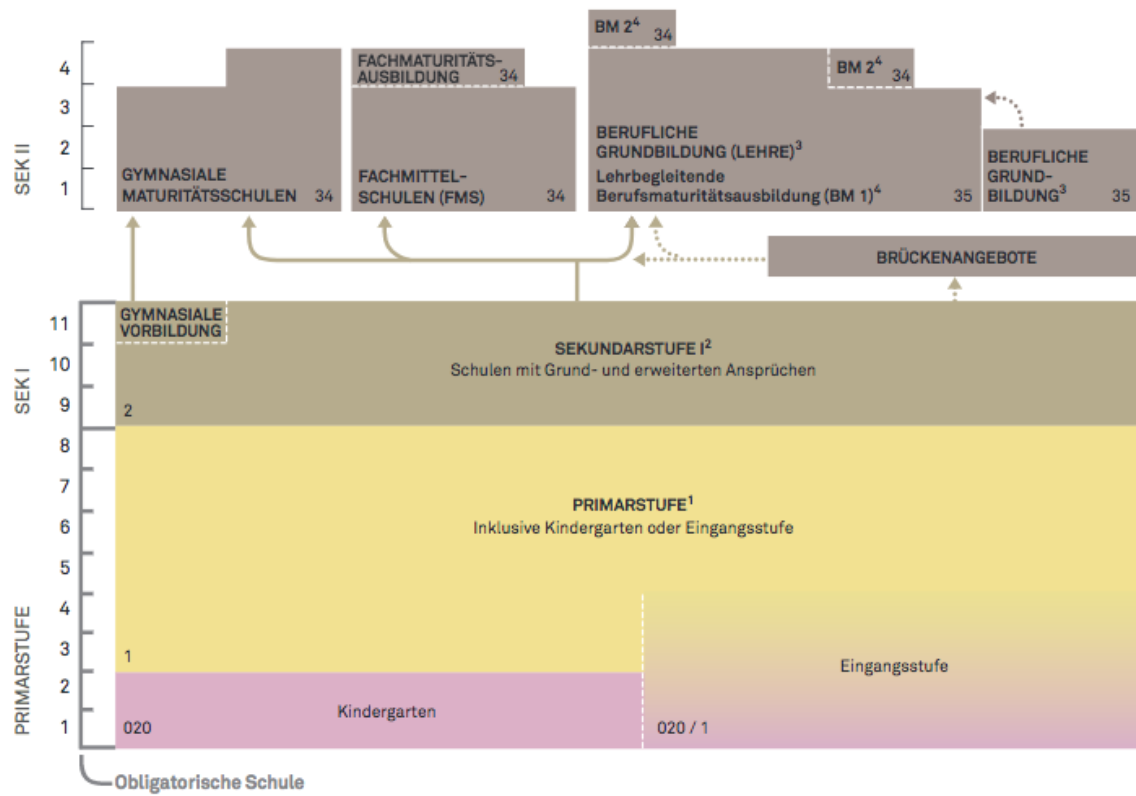 BM 2⁴ 34
4
FACHMATURITÄTS-
AUSBILDUNG 34
BM 2⁴ 34
3
SEK II
2
1
GYMNASIALE
MATURITÄTSSCHULEN 34
FACHMITTEL-
SCHULEN (FMS) 34
BERUFLICHE
GRUNDBILDUNG (LEHRE)³
Lehrbegleitende
Berufsmaturitätsausbildung (BM 1)⁴ 35
BERUFLICHE
GRUND-
BILDUNG³ 35
BRÜCKENANGEBOTE
SEK I
11
10
9
GYMNASIALE
VORBILDUNG
SEKUNDARSTUFE I²
Schulen mit Grund- und erweiterten Ansprüchen
2
PRIMARSTUFE
8
7
6
5
4
3
2
1
PRIMARSTUFE¹
Inklusive Kindergarten oder Eingangsstufe
1
Eingangsstufe
Kindergarten
020
020 / 1
Obligatorische Schule